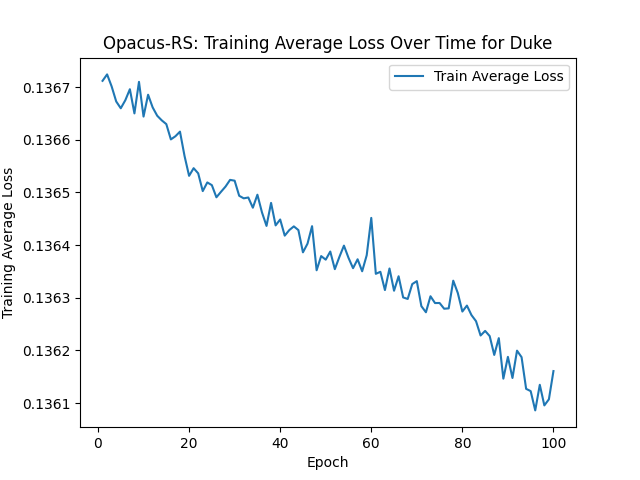 Opacus-RS: Training Average Loss Over Time for Duke
Train Average Loss
Training Average Loss
0.1367
0.1366
0.1365
0.1364
0.1363
0.1362
0.1361
0 20 40 60 80 100
Epoch